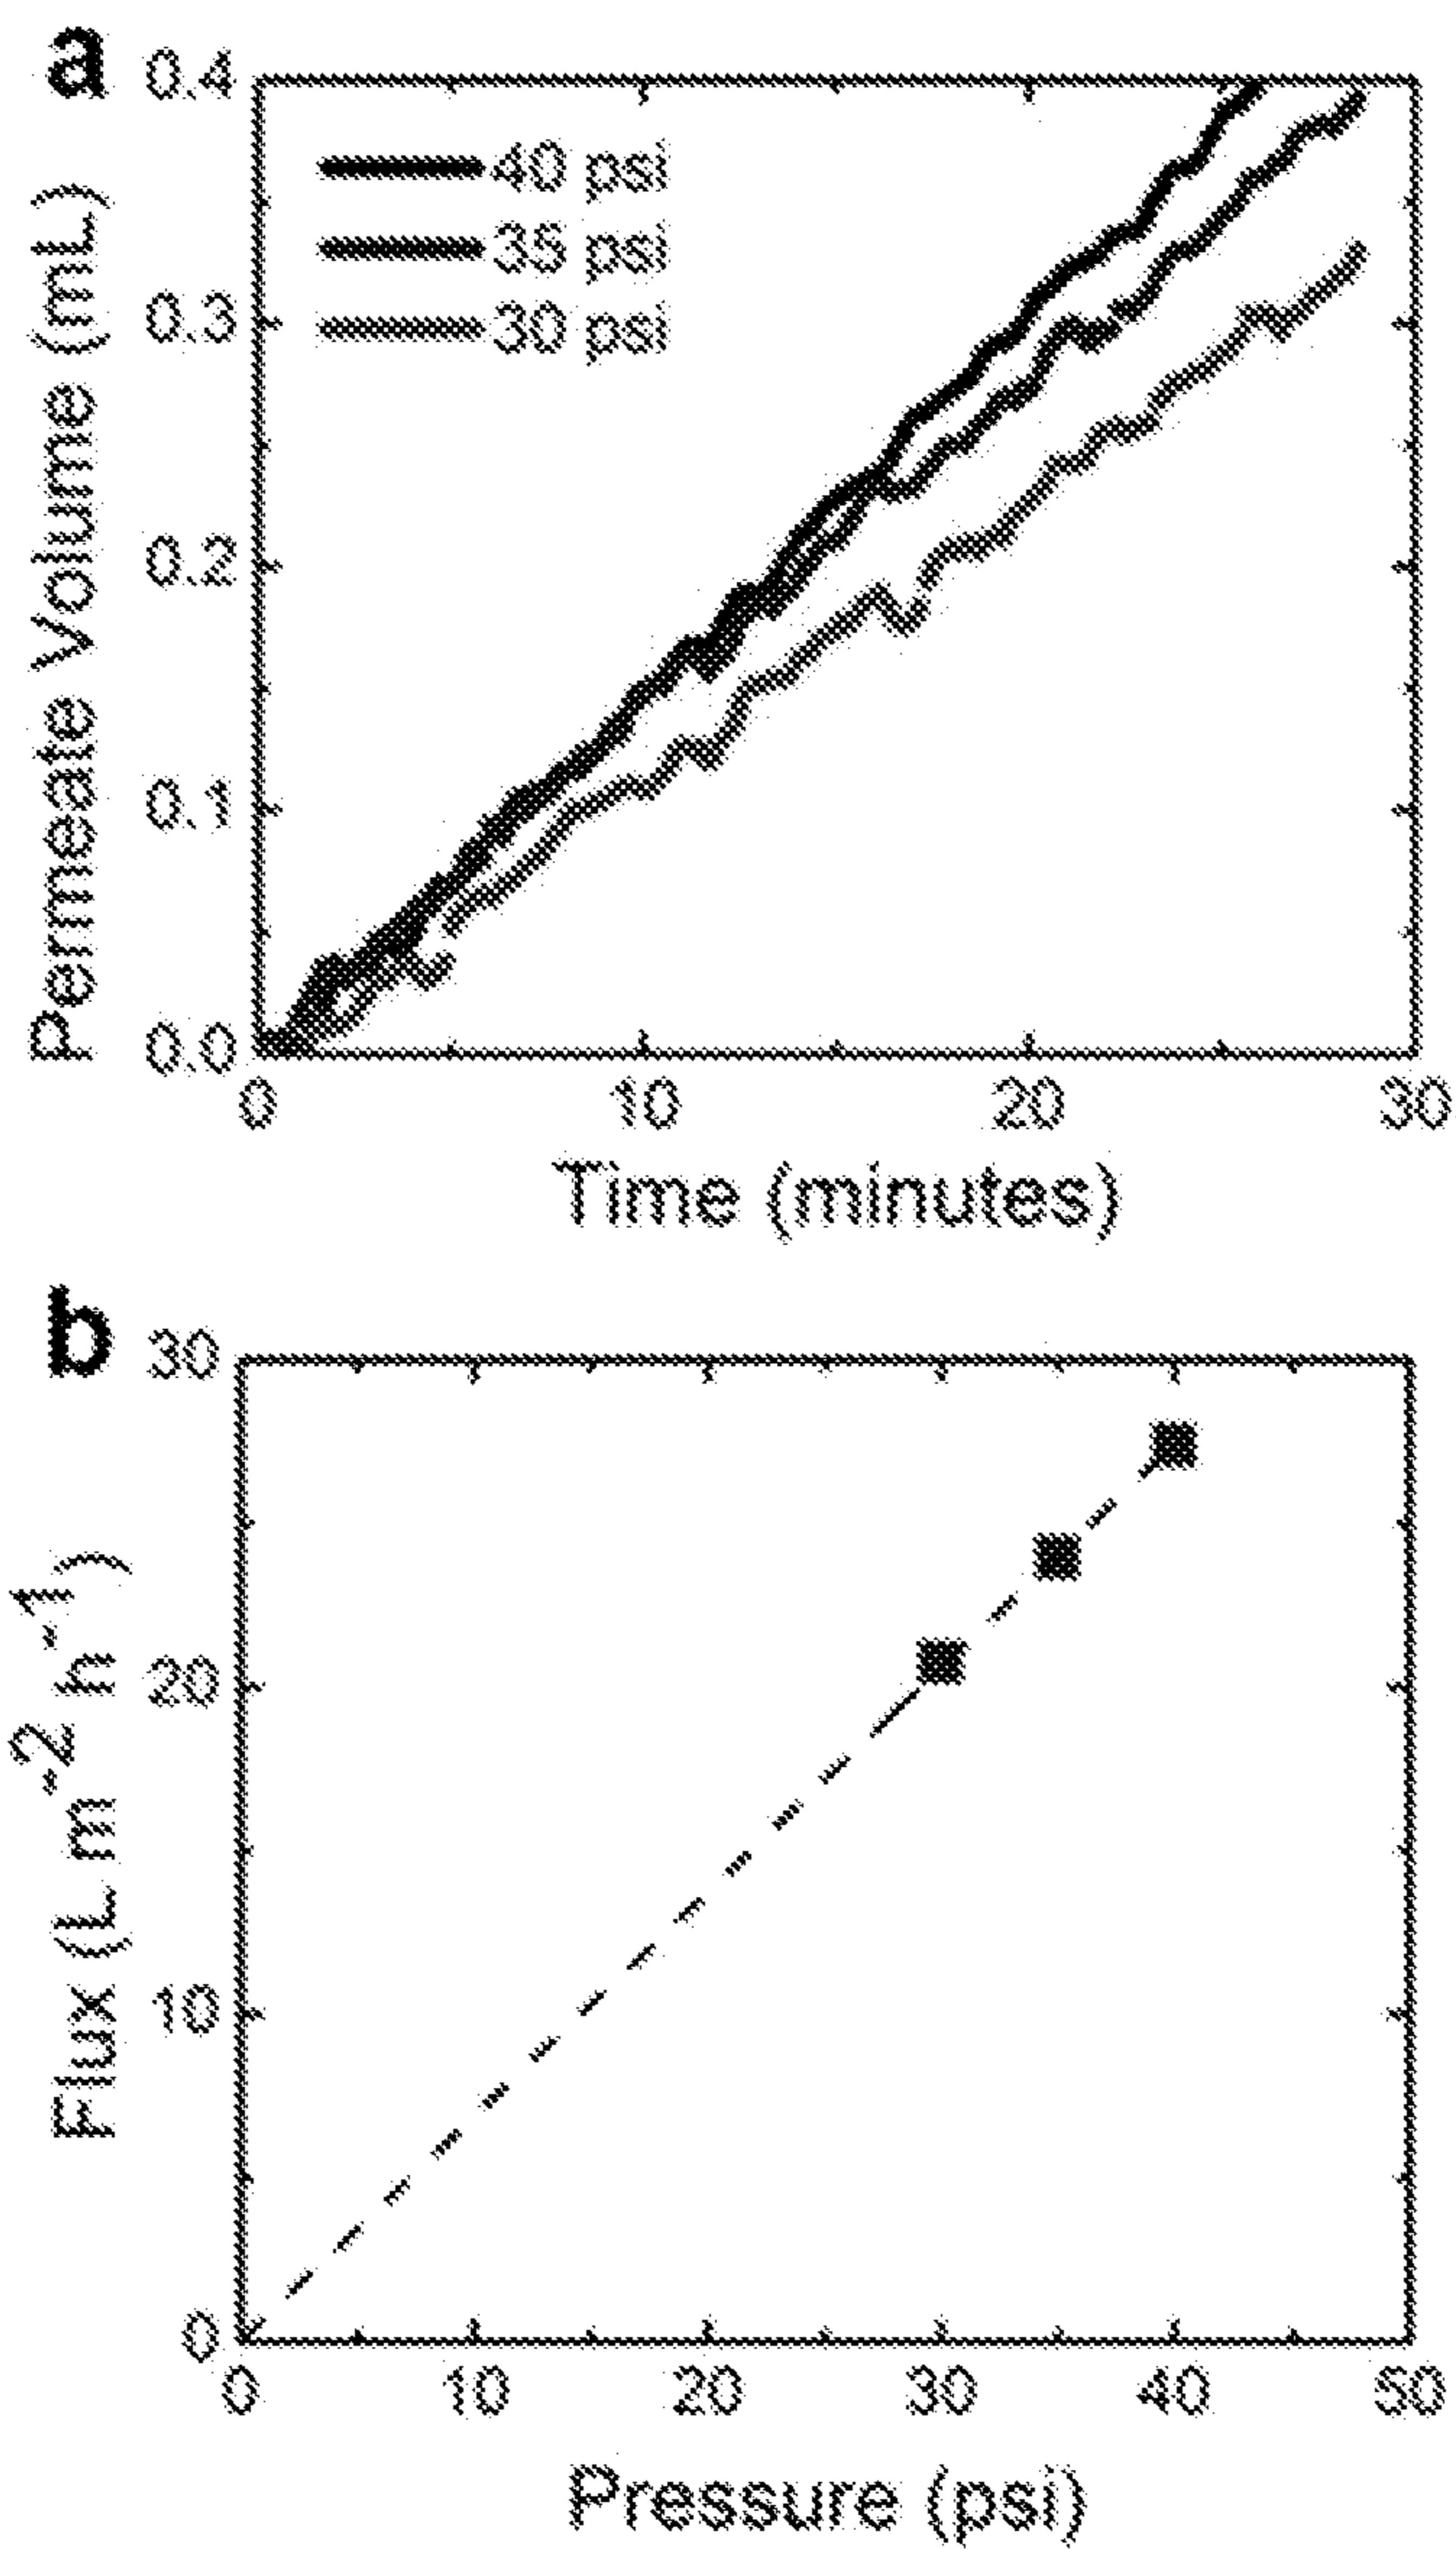 a
0.4
0.3
0.2
0.1
0.0
Permeate Volume (mL)
40 psi
35 psi
30 psi
0 10 20 30
Time (minutes)
b
30
20
10
0
Flux (L m⁻² h⁻¹)
0 10 20 30 40 50
Pressure (psi)